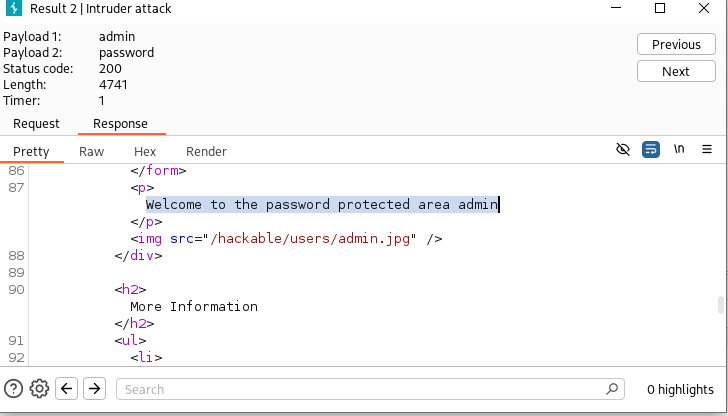 Result 2 | Intruder attack
Payload 1: admin
Payload 2: password
Status code: 200
Length: 4741
Timer: 1
Previous
Next
Request Response
Pretty Raw Hex Render \n
86 </form>
87 <p>
Welcome to the password protected area admin
</p>
<img src="/hackable/users/admin.jpg" />
88 </div>
89
90 <h2>
More Information
</h2>
91 <ul>
92 <li>
Search
0 highlights